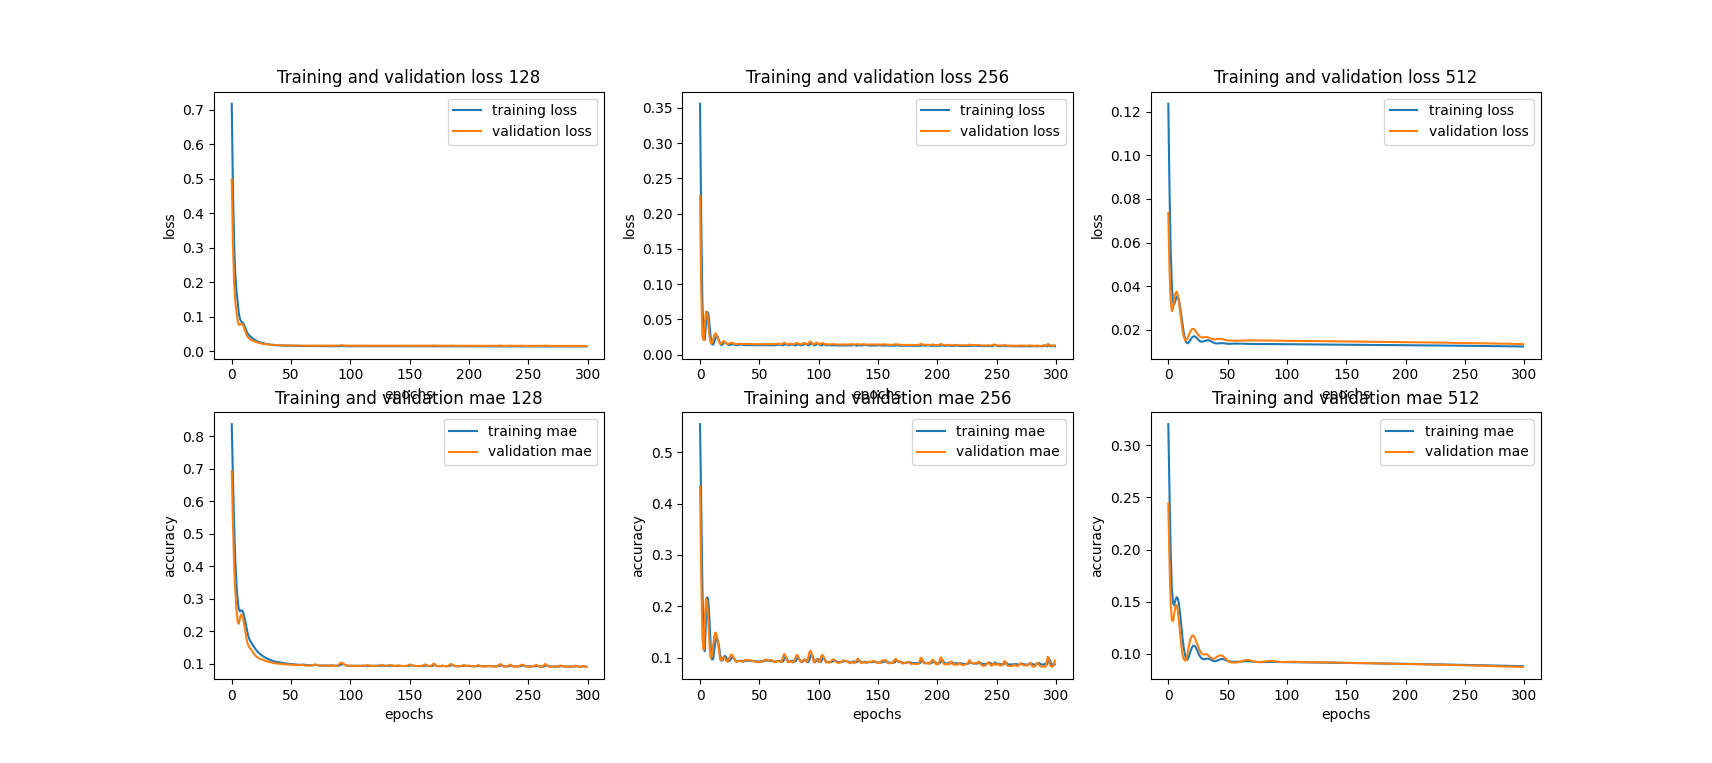 Training and validation loss 128
training loss
validation loss
0.7
0.6
0.5
0.4
0.3
0.2
0.1
0.0
loss
0 50 100 150 200 250 300
epochs
Training and validation loss 256
training loss
validation loss
0.35
0.30
0.25
0.20
0.15
0.10
0.05
0.00
loss
0 50 100 150 200 250 300
epochs
Training and validation loss 512
training loss
validation loss
0.12
0.10
0.08
0.06
0.04
0.02
loss
0 50 100 150 200 250 300
epochs
Training and validation mae 128
training mae
validation mae
0.8
0.7
0.6
0.5
0.4
0.3
0.2
0.1
accuracy
0 50 100 150 200 250 300
epochs
Training and validation mae 256
training mae
validation mae
0.5
0.4
0.3
0.2
0.1
accuracy
0 50 100 150 200 250 300
epochs
Training and validation mae 512
training mae
validation mae
0.30
0.25
0.20
0.15
0.10
accuracy
0 50 100 150 200 250 300
epochs